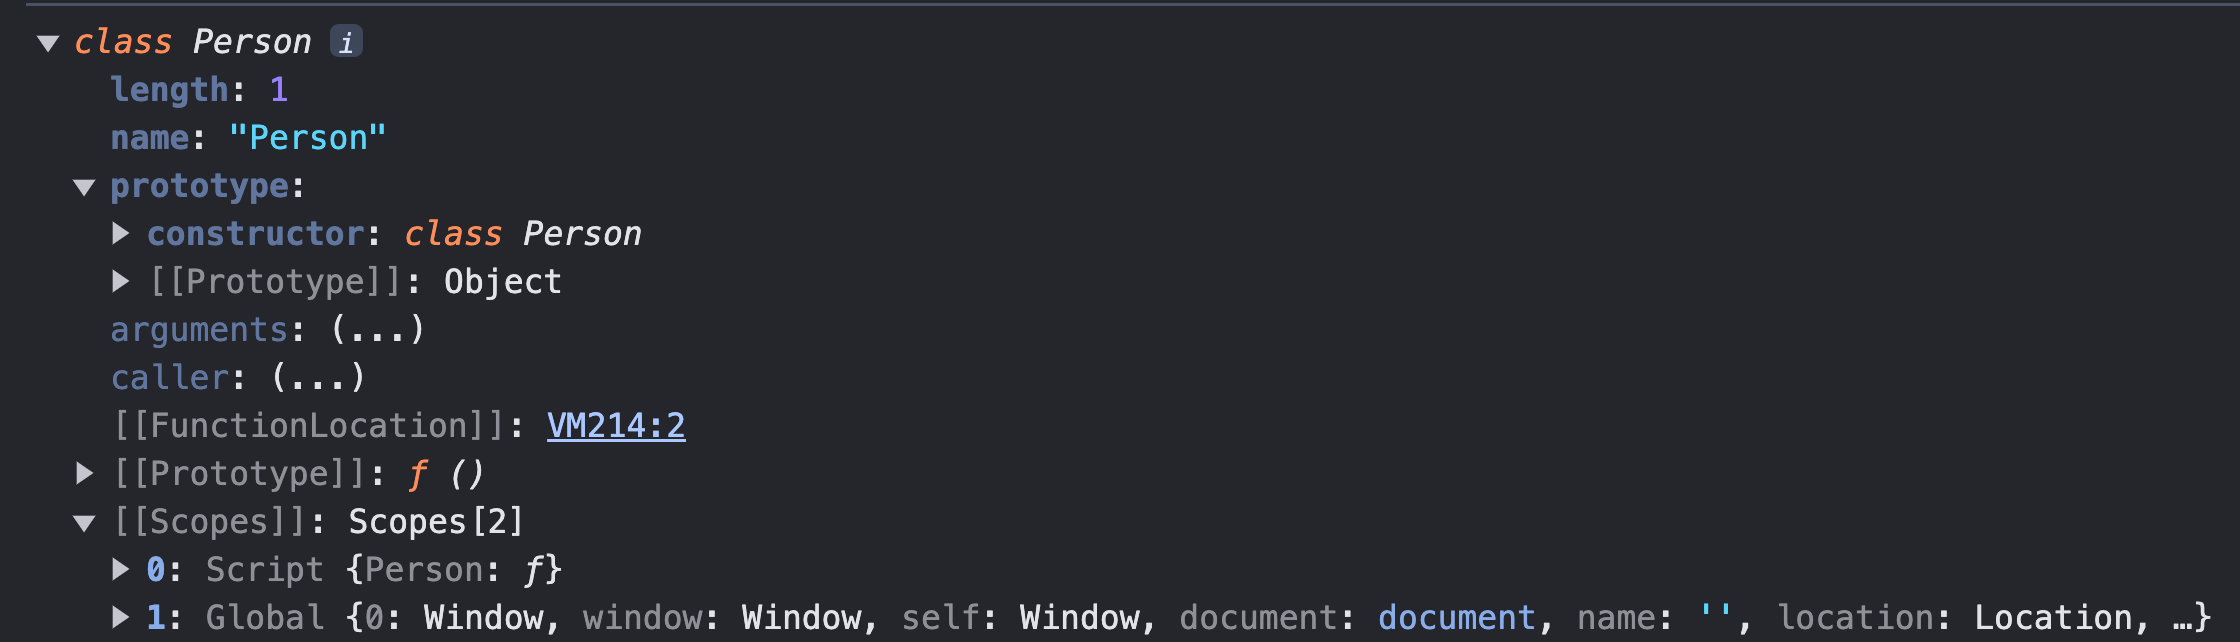 ▼ class Person i
length: 1
name: "Person"
▼ prototype:
▶ constructor: class Person
▶ [[Prototype]]: Object
arguments: (...)
caller: (...)
[[FunctionLocation]]: VM214:2
▶ [[Prototype]]: ƒ ()
▼ [[Scopes]]: Scopes[2]
▶ 0: Script {Person: ƒ}
▶ 1: Global {0: Window, window: Window, self: Window, document: document, name: '', location: Location, …}